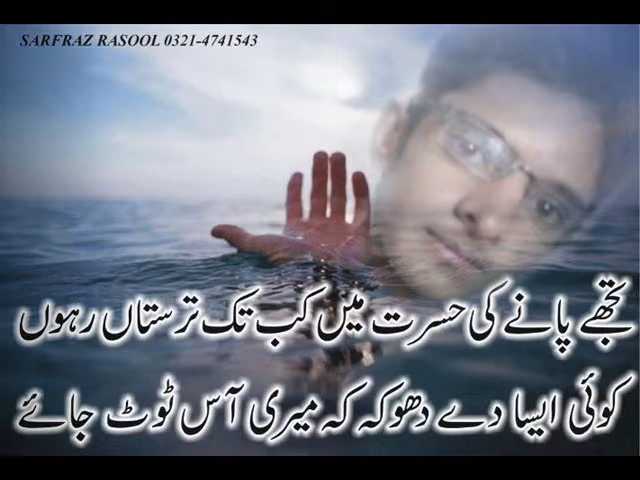 SARFRAZ RASOOL 0321-4741543
تجھے پانے کی حسرت میں کب تک ترستاں رہوں
کوئی ایسا دے دھوکہ کہ میری آس ٹوٹ جائے